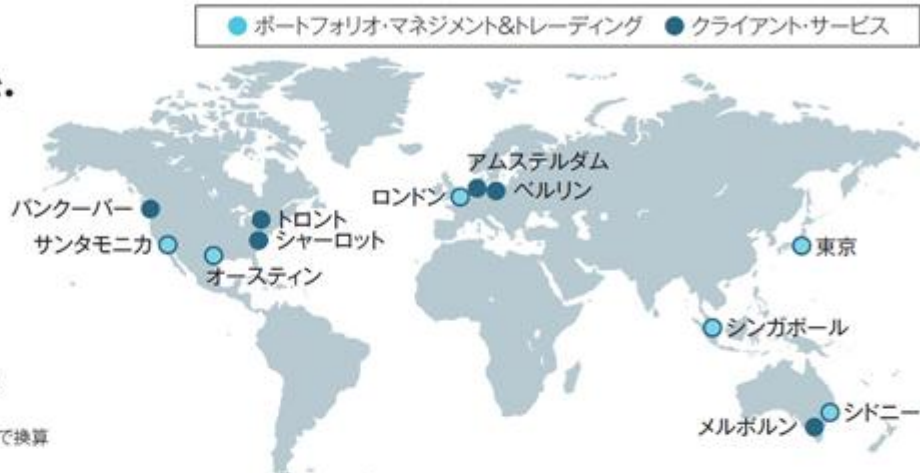 ポートフォリオ・マネジメント&トレーディング クライアント・サービス
アムステルダム
ロンドン
ベルリン
バンクーバー
トロント
サンタモニカ
シャーロット
オースティン
東京
シンガポール
シドニー
メルボルン
で換算